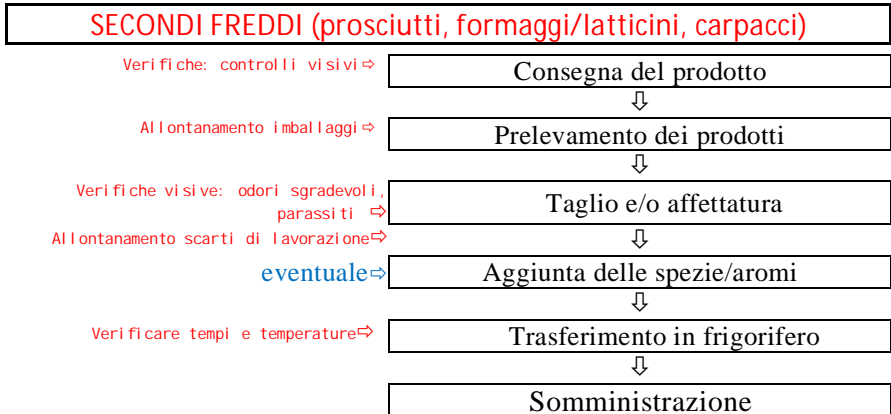 SECONDI FREDDI (prosciutti, formaggi/latticini, carpacci)
Verifiche: controlli visivi⇨
Consegna del prodotto
⇩
Allontanamento imballaggi⇨
Prelevamento dei prodotti
⇩
Verifiche visive: odori sgradevoli,
parassiti ⇨
Taglio e/o affettatura
Allontanamento scarti di lavorazione⇨
⇩
eventuale⇨
Aggiunta delle spezie/aromi
⇩
Verificare tempi e temperature⇨
Trasferimento in frigorifero
⇩
Somministrazione